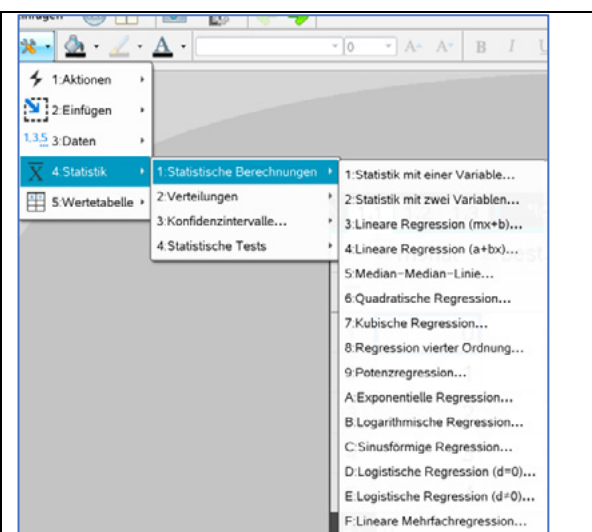 0 A A B I U
1:Aktionen
2:Einfügen
1,3,5 3:Daten
X 4:Statistik
5:Wertetabelle
1:Statistische Berechnungen
2:Verteilungen
3:Konfidenzintervalle...
4:Statistische Tests
1:Statistik mit einer Variable...
2:Statistik mit zwei Variablen...
3:Lineare Regression (mx+b)...
4:Lineare Regression (a+bx)...
5:Median-Median-Linie...
6:Quadratische Regression...
7:Kubische Regression...
8:Regression vierter Ordnung...
9:Potenzregression...
A:Exponentielle Regression...
B:Logarithmische Regression...
C:Sinusförmige Regression...
D:Logistische Regression (d=0)...
E:Logistische Regression (d≠0)...
F:Lineare Mehrfachregression...